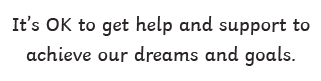 It's OK to get help and support to
achieve our dreams and goals.